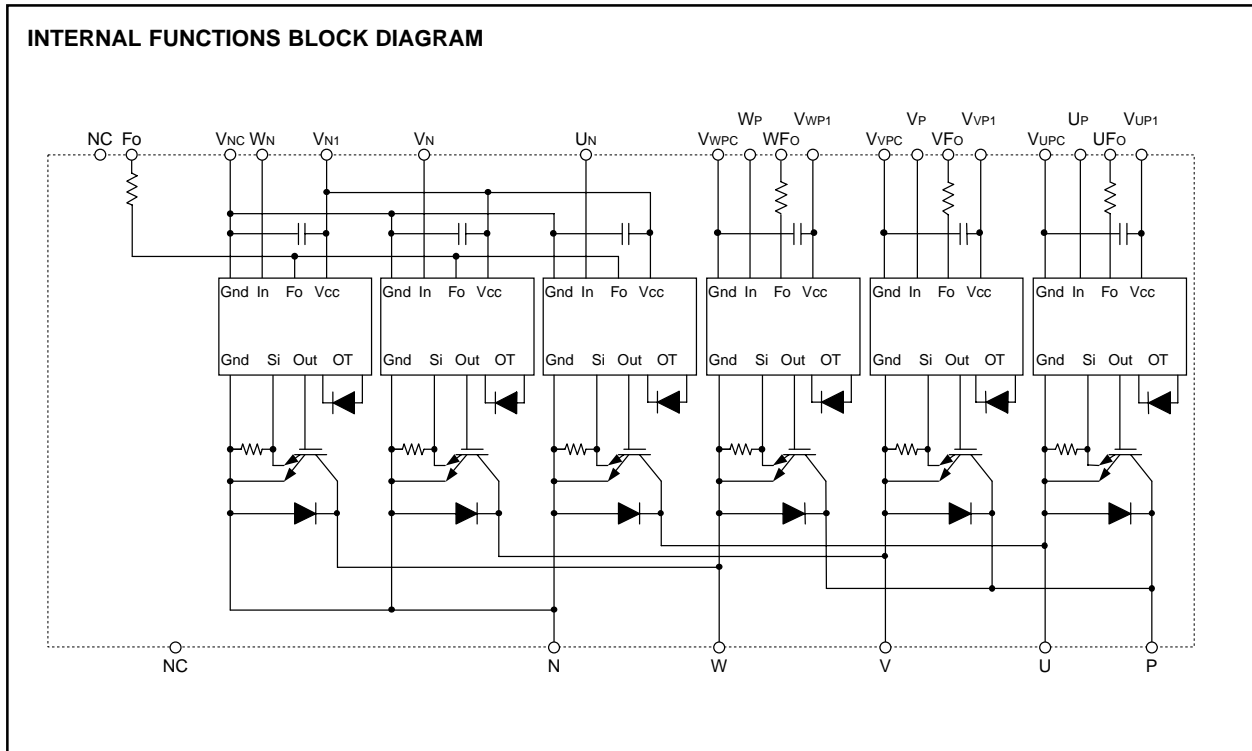 INTERNAL FUNCTIONS BLOCK DIAGRAM
WP VWP1 VP VVP1 UP VUP1
NC FO VNC WN VN1 VN UN VWPC WFO VVPC VFO VUPC UFO
Gnd In Fo Vcc Gnd In Fo Vcc Gnd In Fo Vcc Gnd In Fo Vcc Gnd In Fo Vcc Gnd In Fo Vcc
Gnd Si Out OT Gnd Si Out OT Gnd Si Out OT Gnd Si Out OT Gnd Si Out OT Gnd Si Out OT
NC N W V U P